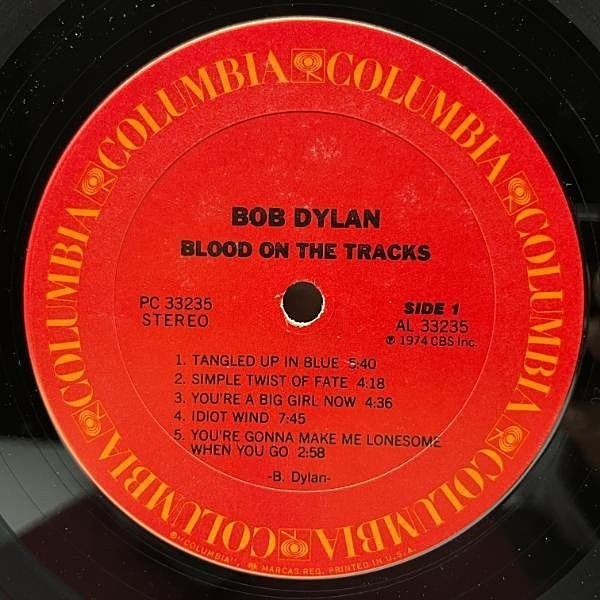 COLUMBIA COLUMBIA COLUMBIA COLUMBIA COLUMBIA COLUMBIA
BOB DYLAN
BLOOD ON THE TRACKS
PC 33235
STEREO
SIDE 1
AL 33235
℗ 1974 CBS Inc.
1. TANGLED UP IN BLUE 5:40
2. SIMPLE TWIST OF FATE 4:18
3. YOU'RE A BIG GIRL NOW 4:36
4. IDIOT WIND 7:45
5. YOU'RE GONNA MAKE ME LONESOME
WHEN YOU GO 2:58
-B. Dylan-
"COLUMBIA", MARCAS REG. PRINTED IN U.S.A.